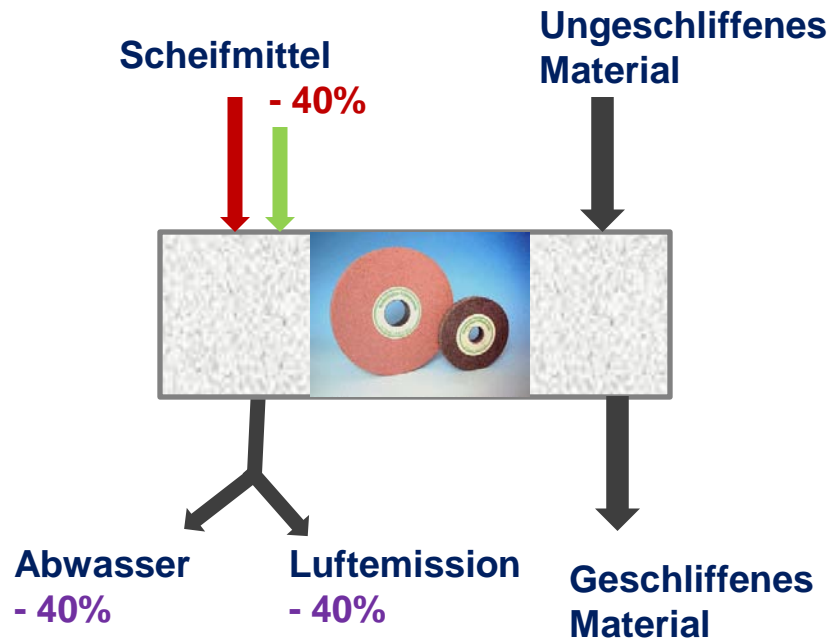 Scheifmittel
- 40%
Ungeschliffenes
Material
Abwasser
- 40%
Luftemission
- 40%
Geschliffenes
Material